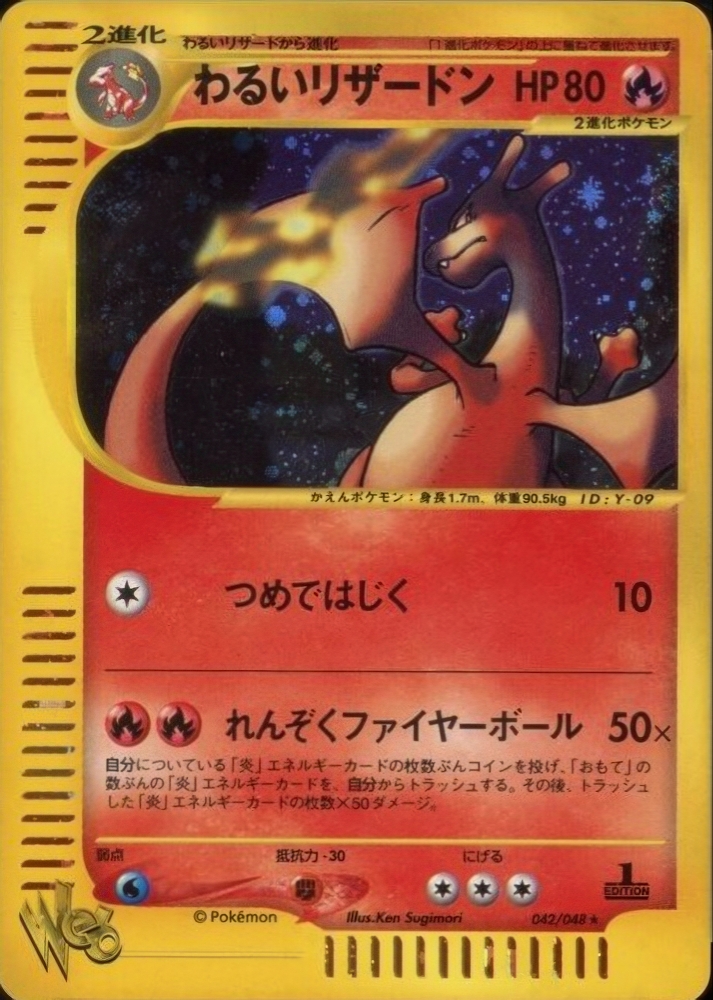 2進化
わるいリザードから進化
「1進化ポケモン」の上に重ねて進化させます。
わるいリザードン HP80
2進化ポケモン
かえんポケモン：身長1.7m、体重90.5kg ID：Y-09
つめではじく 10
れんぞくファイヤーボール 50×
自分についている「炎」エネルギーカードの枚数ぶんコインを投げ、「おもて」の
数ぶんの「炎」エネルギーカードを、自分からトラッシュする。その後、トラッシュ
した「炎」エネルギーカードの枚数×50ダメージ。
弱点 抵抗力-30 にげる
1
EDITION
Web
© Pokémon Illus.Ken Sugimori 042/048★